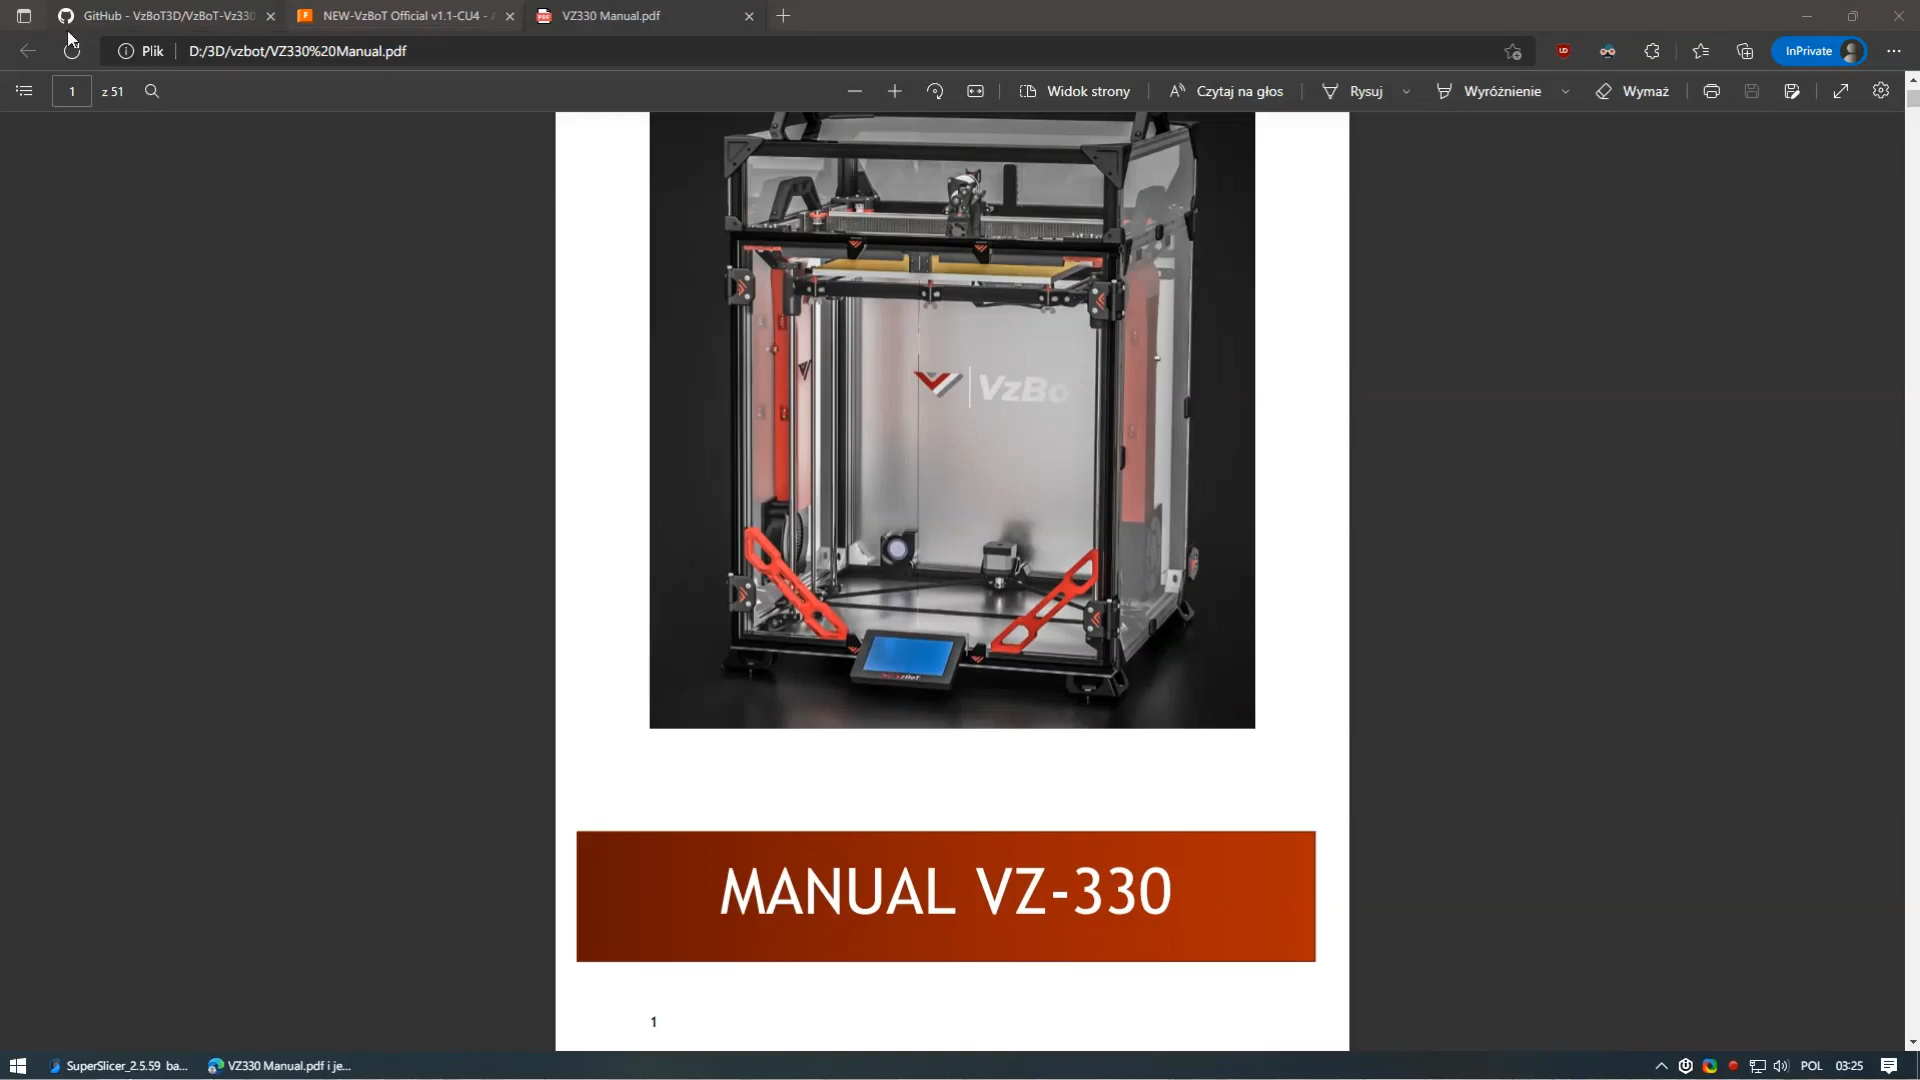 GitHub - VzBoT3D/VzBoT-Vz330
NEW-VzBoT Official v1.1-CU4 - A
VZ330 Manual.pdf
Plik
D:/3D/vzbot/VZ330%20Manual.pdf
InPrivate
1
z 51
Widok strony
Czytaj na głos
Rysuj
Wyróżnienie
Wymaż
VzBo
VzBoT
MANUAL VZ-330
1
SuperSlicer_2.5.59 ba...
VZ330 Manual.pdf i je...
POL
03:25